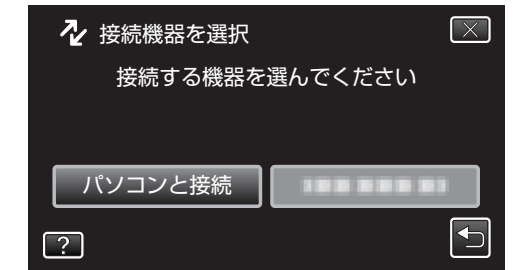 接続機器を選択
接続する機器を選んでください
パソコンと接続
?